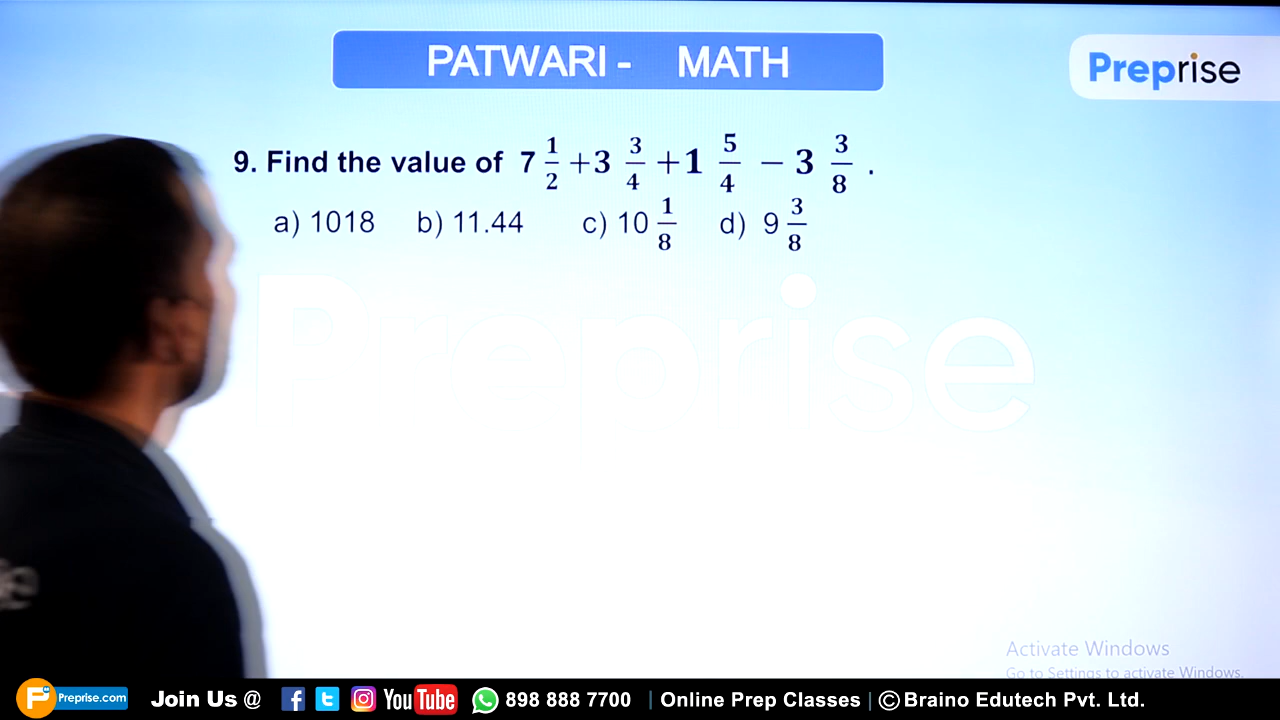 PATWARI - MATH
Preprise
9. Find the value of 7 1/2 + 3 3/4 + 1 5/4 − 3 3/8 .
a) 1018 b) 11.44 c) 10 1/8 d) 9 3/8
Preprise
Activate Windows
Go to Settings to activate Windows.
Preprise.com Join Us @ YouTube 898 888 7700 | Online Prep Classes | © Braino Edutech Pvt. Ltd.